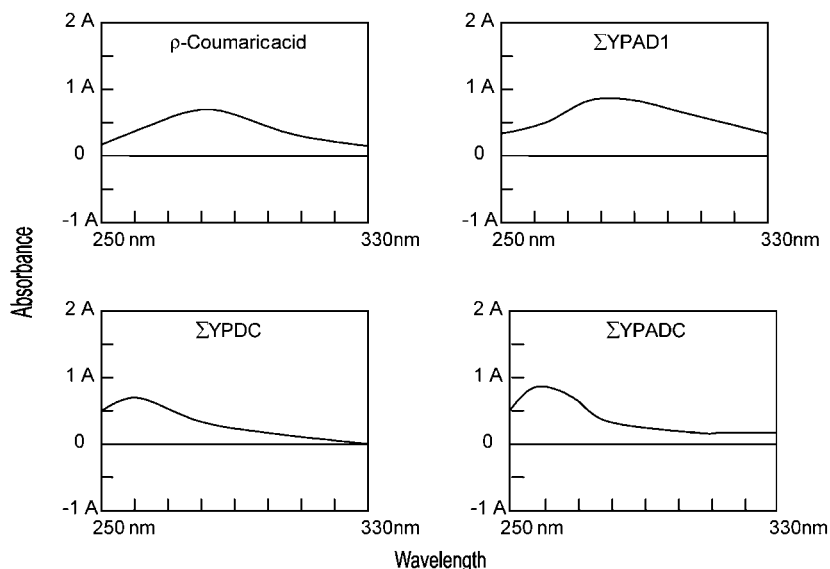 ρ-Coumaricacid
2 A
1 A
0
-1 A
250 nm
330nm
ΣYPAD1
2 A
1 A
0
-1 A
250 nm
330nm
Absorbance
ΣYPDC
2 A
1 A
0
-1 A
250 nm
330nm
ΣYPADC
2 A
1 A
0
-1 A
250 nm
330nm
Wavelength